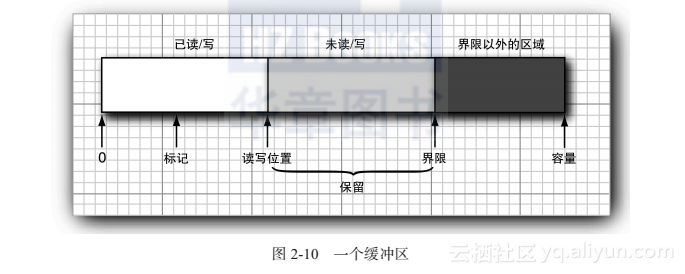 HZ Books
华章图书
已读/写 未读/写 界限以外的区域
0 标记 读写位置 界限 容量
保留
图 2-10 一个缓冲区
云栖社区 yq.aliyun.com